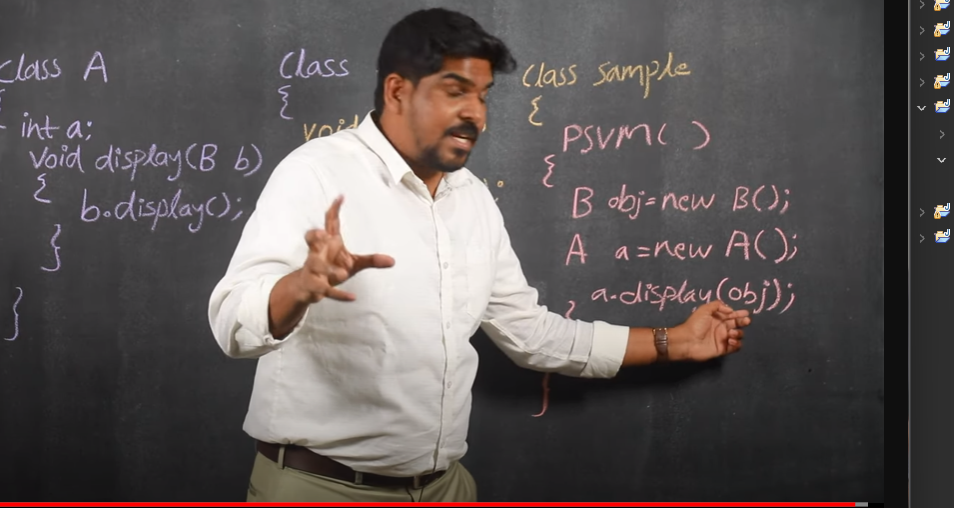 class A
{
int a;
void display(B b)
{
b.display();
}
}
class
{
void
;
class sample
{
PSVM( )
{
B obj=new B();
A a=new A();
a.display(obj);
}
}